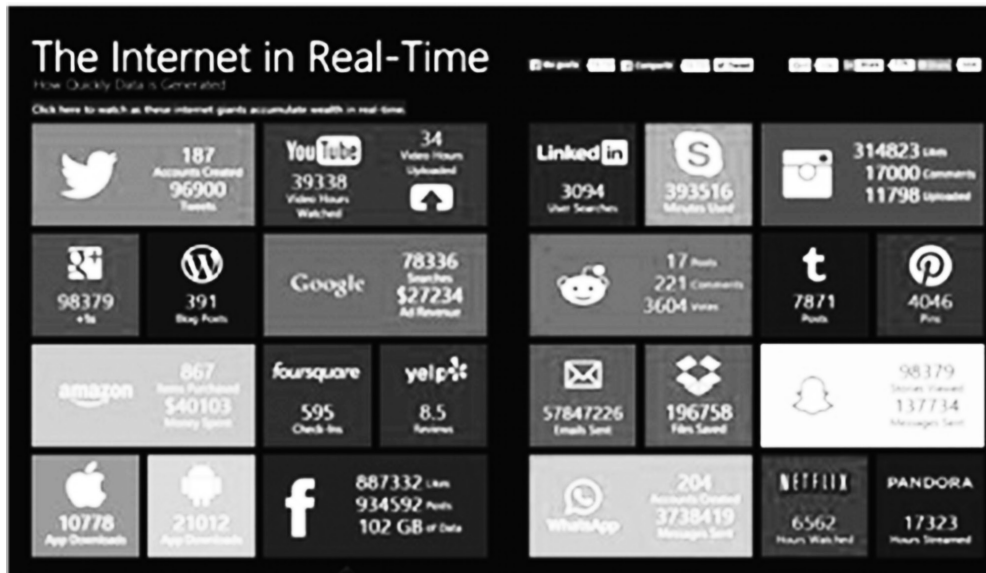 The Internet in Real-Time
How Quickly Data is Generated
Click here to watch as these internet giants accumulate wealth in real-time.
Me gusta
Compartir
Tweet
Share
187
Accounts Created
96900
Tweets
YouTube
39338
Video Hours
Watched
34
Video Hours
Uploaded
LinkedIn
3094
User Searches
S
393516
Minutes Used
314823 Likes
17000 Comments
11798 Uploaded
g+
98379
+1s
W
391
Blog Posts
Google
78336
Searches
$27234
Ad Revenue
17 Posts
221 Comments
3604 Votes
t
7871
Posts
P
4046
Pins
amazon
867
Items Purchased
$40103
Money Spent
foursquare
595
Check-Ins
yelp
8.5
Reviews
57847226
Emails Sent
196758
Files Saved
98379
Stories Viewed
137734
Messages Sent
10778
App Downloads
21012
App Downloads
f
887332 Likes
934592 Posts
102 GB of Data
WhatsApp
204
Accounts Created
3738419
Messages Sent
NETFLIX
6562
Hours Watched
PANDORA
17323
Hours Streamed